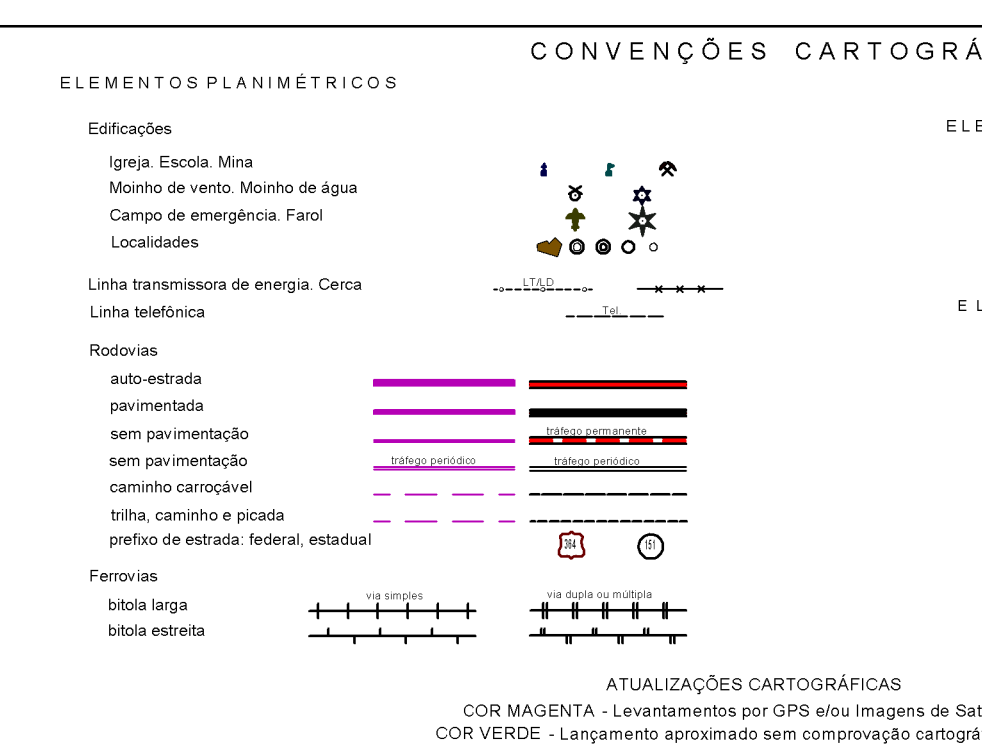 CONVENÇÕES CARTOGRÁ
ELEMENTOS PLANIMÉTRICOS
Edificações
ELE
Igreja. Escola. Mina
Moinho de vento. Moinho de água
Campo de emergência. Farol
Localidades
Linha transmissora de energia. Cerca
LT/LD
Linha telefônica
Tel.
E L
Rodovias
auto-estrada
pavimentada
sem pavimentação
tráfego permanente
sem pavimentação
tráfego periódico
tráfego periódico
caminho carroçável
trilha, caminho e picada
prefixo de estrada: federal, estadual
364
151
Ferrovias
bitola larga
via simples
via dupla ou múltipla
bitola estreita
ATUALIZAÇÕES CARTOGRÁFICAS
COR MAGENTA - Levantamentos por GPS e/ou Imagens de Sat
COR VERDE - Lançamento aproximado sem comprovação cartográ